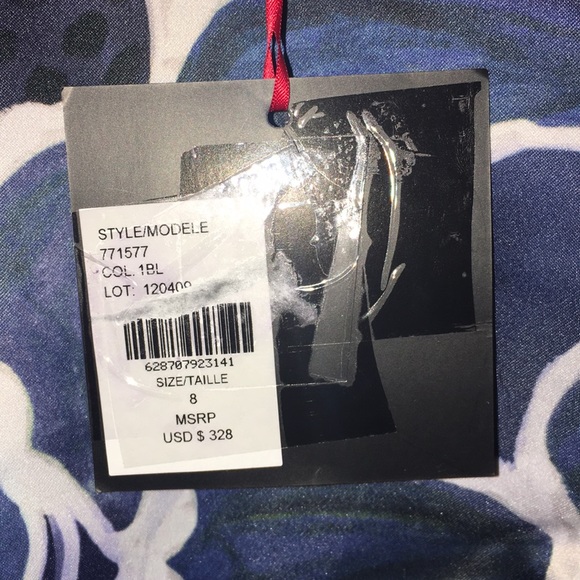 STYLE/MODELE
771577
COL. 1BL
LOT: 120409
628707923141
SIZE/TAILLE
8
MSRP
USD $ 328